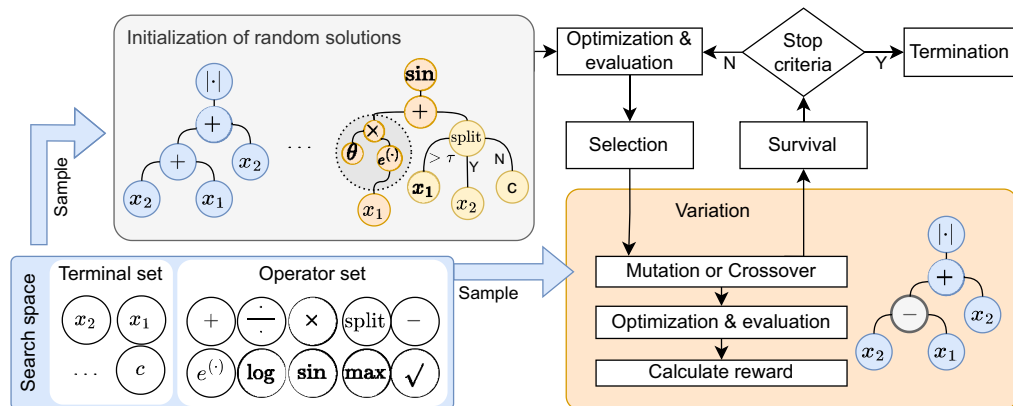 Initialization of random solutions
|·|
+
+
x₂
x₂
x₁
...
sin
+
×
θ
e^(·)
x₁
split
> τ
Y
N
x₁
x₂
c
Sample
Optimization &
evaluation
N
Stop
criteria
Y
Termination
Selection
Survival
Variation
Mutation or Crossover
Optimization & evaluation
Calculate reward
|·|
+
−
x₂
x₂
x₁
Sample
Search space
Terminal set
x₂
x₁
...
c
Operator set
+
÷
×
split
−
e^(·)
log
sin
max
√